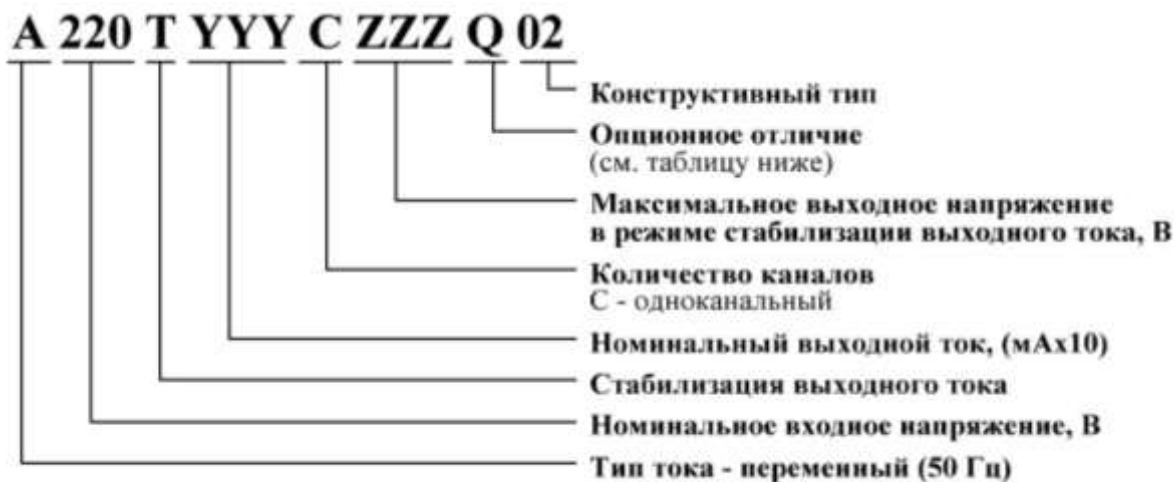 A 220 T YYY C ZZZ Q 02
Конструктивный тип
Опционное отличие
(см. таблицу ниже)
Максимальное выходное напряжение
в режиме стабилизации выходного тока, В
Количество каналов
С - одноканальный
Номинальный выходной ток, (мАх10)
Стабилизация выходного тока
Номинальное входное напряжение, В
Тип тока - переменный (50 Гц)